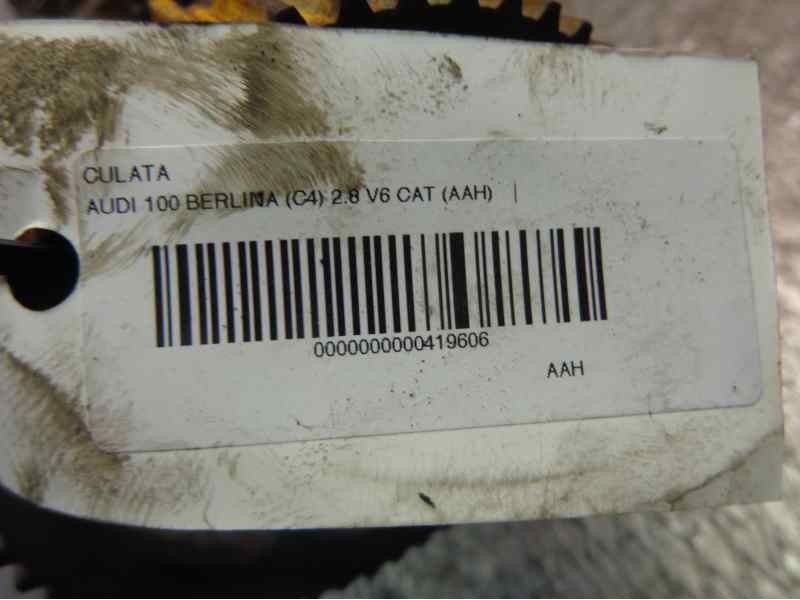 CULATA
AUDI 100 BERLINA (C4) 2.8 V6 CAT (AAH) |
0000000000419606
AAH